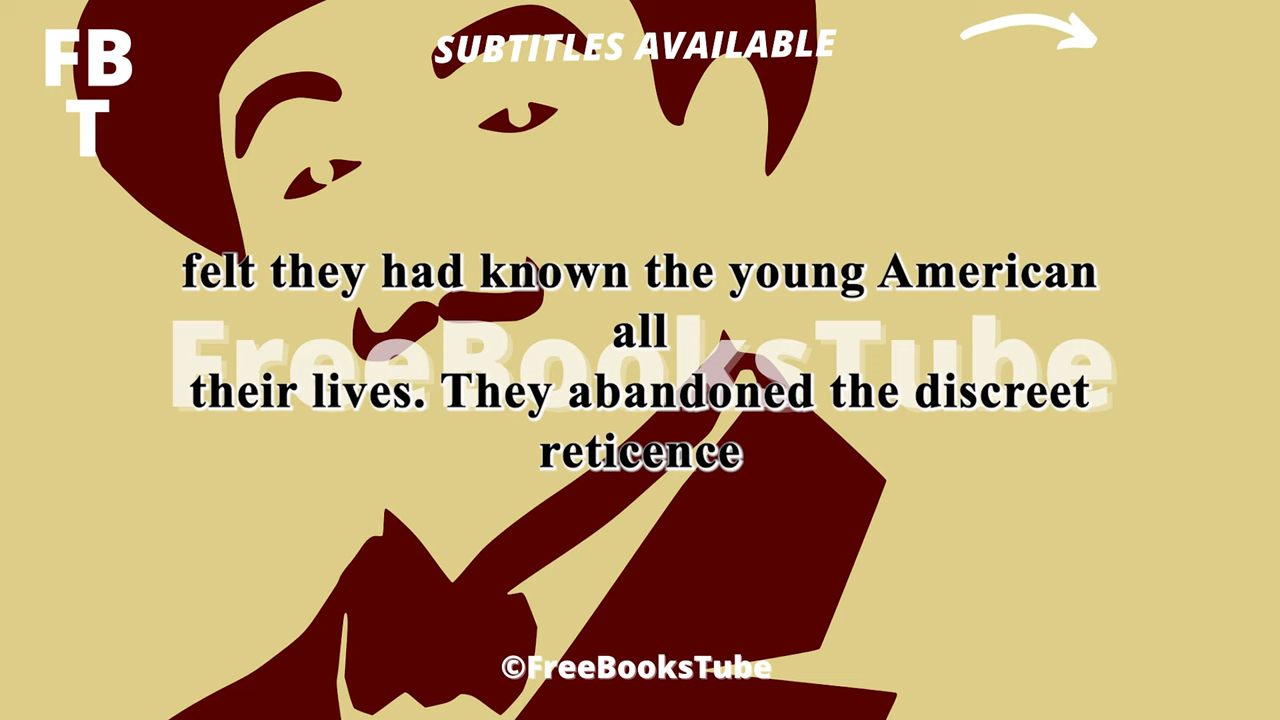 FB
T
SUBTITLES AVAILABLE
felt they had known the young American
all
FreeBooksTube
their lives. They abandoned the discreet
reticence
©FreeBooksTube